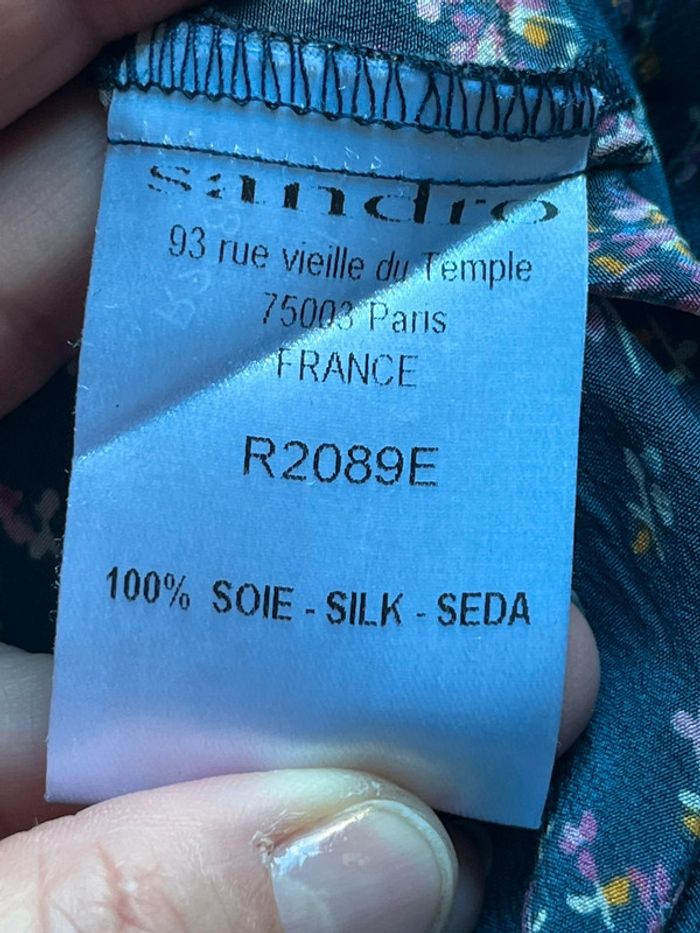 sandro
93 rue vieille du Temple
75003 Paris
FRANCE
R2089E
100% SOIE - SILK - SEDA